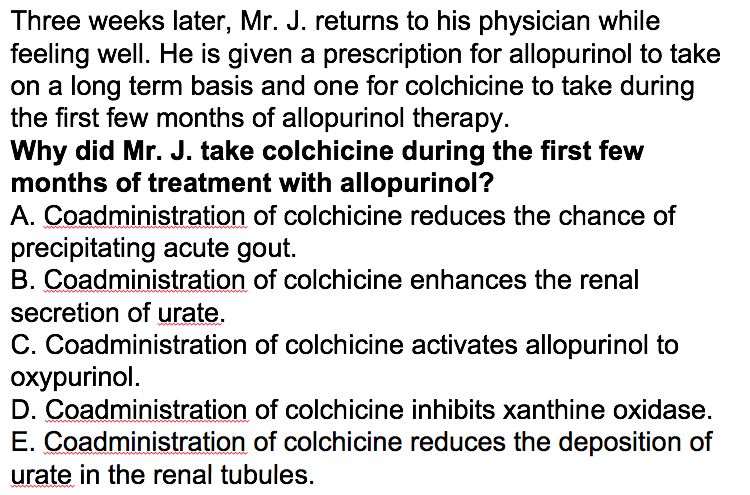 Three weeks later, Mr. J. returns to his physician while
feeling well. He is given a prescription for allopurinol to take
on a long term basis and one for colchicine to take during
the first few months of allopurinol therapy.
Why did Mr. J. take colchicine during the first few
months of treatment with allopurinol?
A. Coadministration of colchicine reduces the chance of
precipitating acute gout.
B. Coadministration of colchicine enhances the renal
secretion of urate.
C. Coadministration of colchicine activates allopurinol to
oxypurinol.
D. Coadministration of colchicine inhibits xanthine oxidase.
E. Coadministration of colchicine reduces the deposition of
urate in the renal tubules.